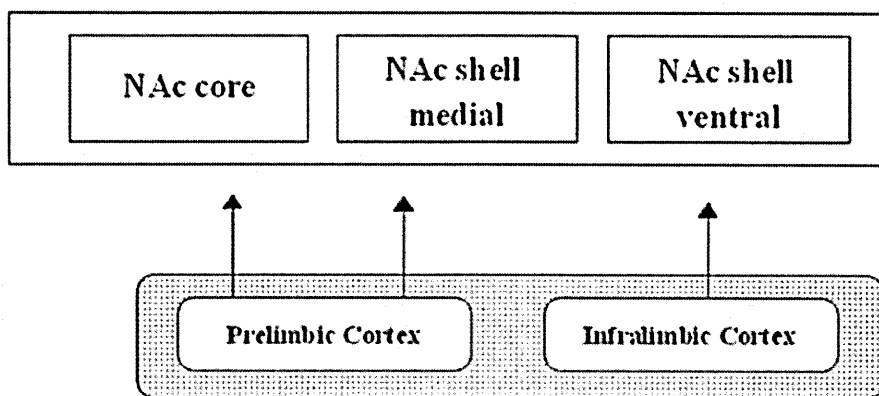 NAc core
NAc shell
medial
NAc shell
ventral
Prelimbic Cortex
Infralimbic Cortex